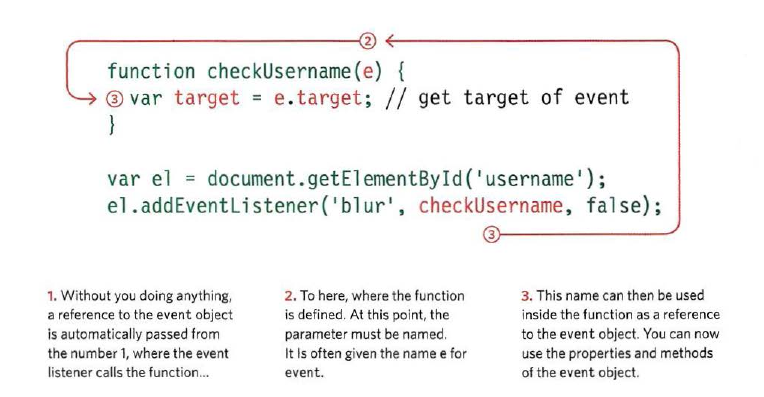 2
function checkUsername(e) {
3 var target = e.target; // get target of event
}
var el = document.getElementById('username');
el.addEventListener('blur', checkUsername, false);
3
1. Without you doing anything,
a reference to the event object
is automatically passed from
the number 1, where the event
listener calls the function...
2. To here, where the function
is defined. At this point, the
parameter must be named.
It is often given the name e for
event.
3. This name can then be used
inside the function as a reference
to the event object. You can now
use the properties and methods
of the event object.